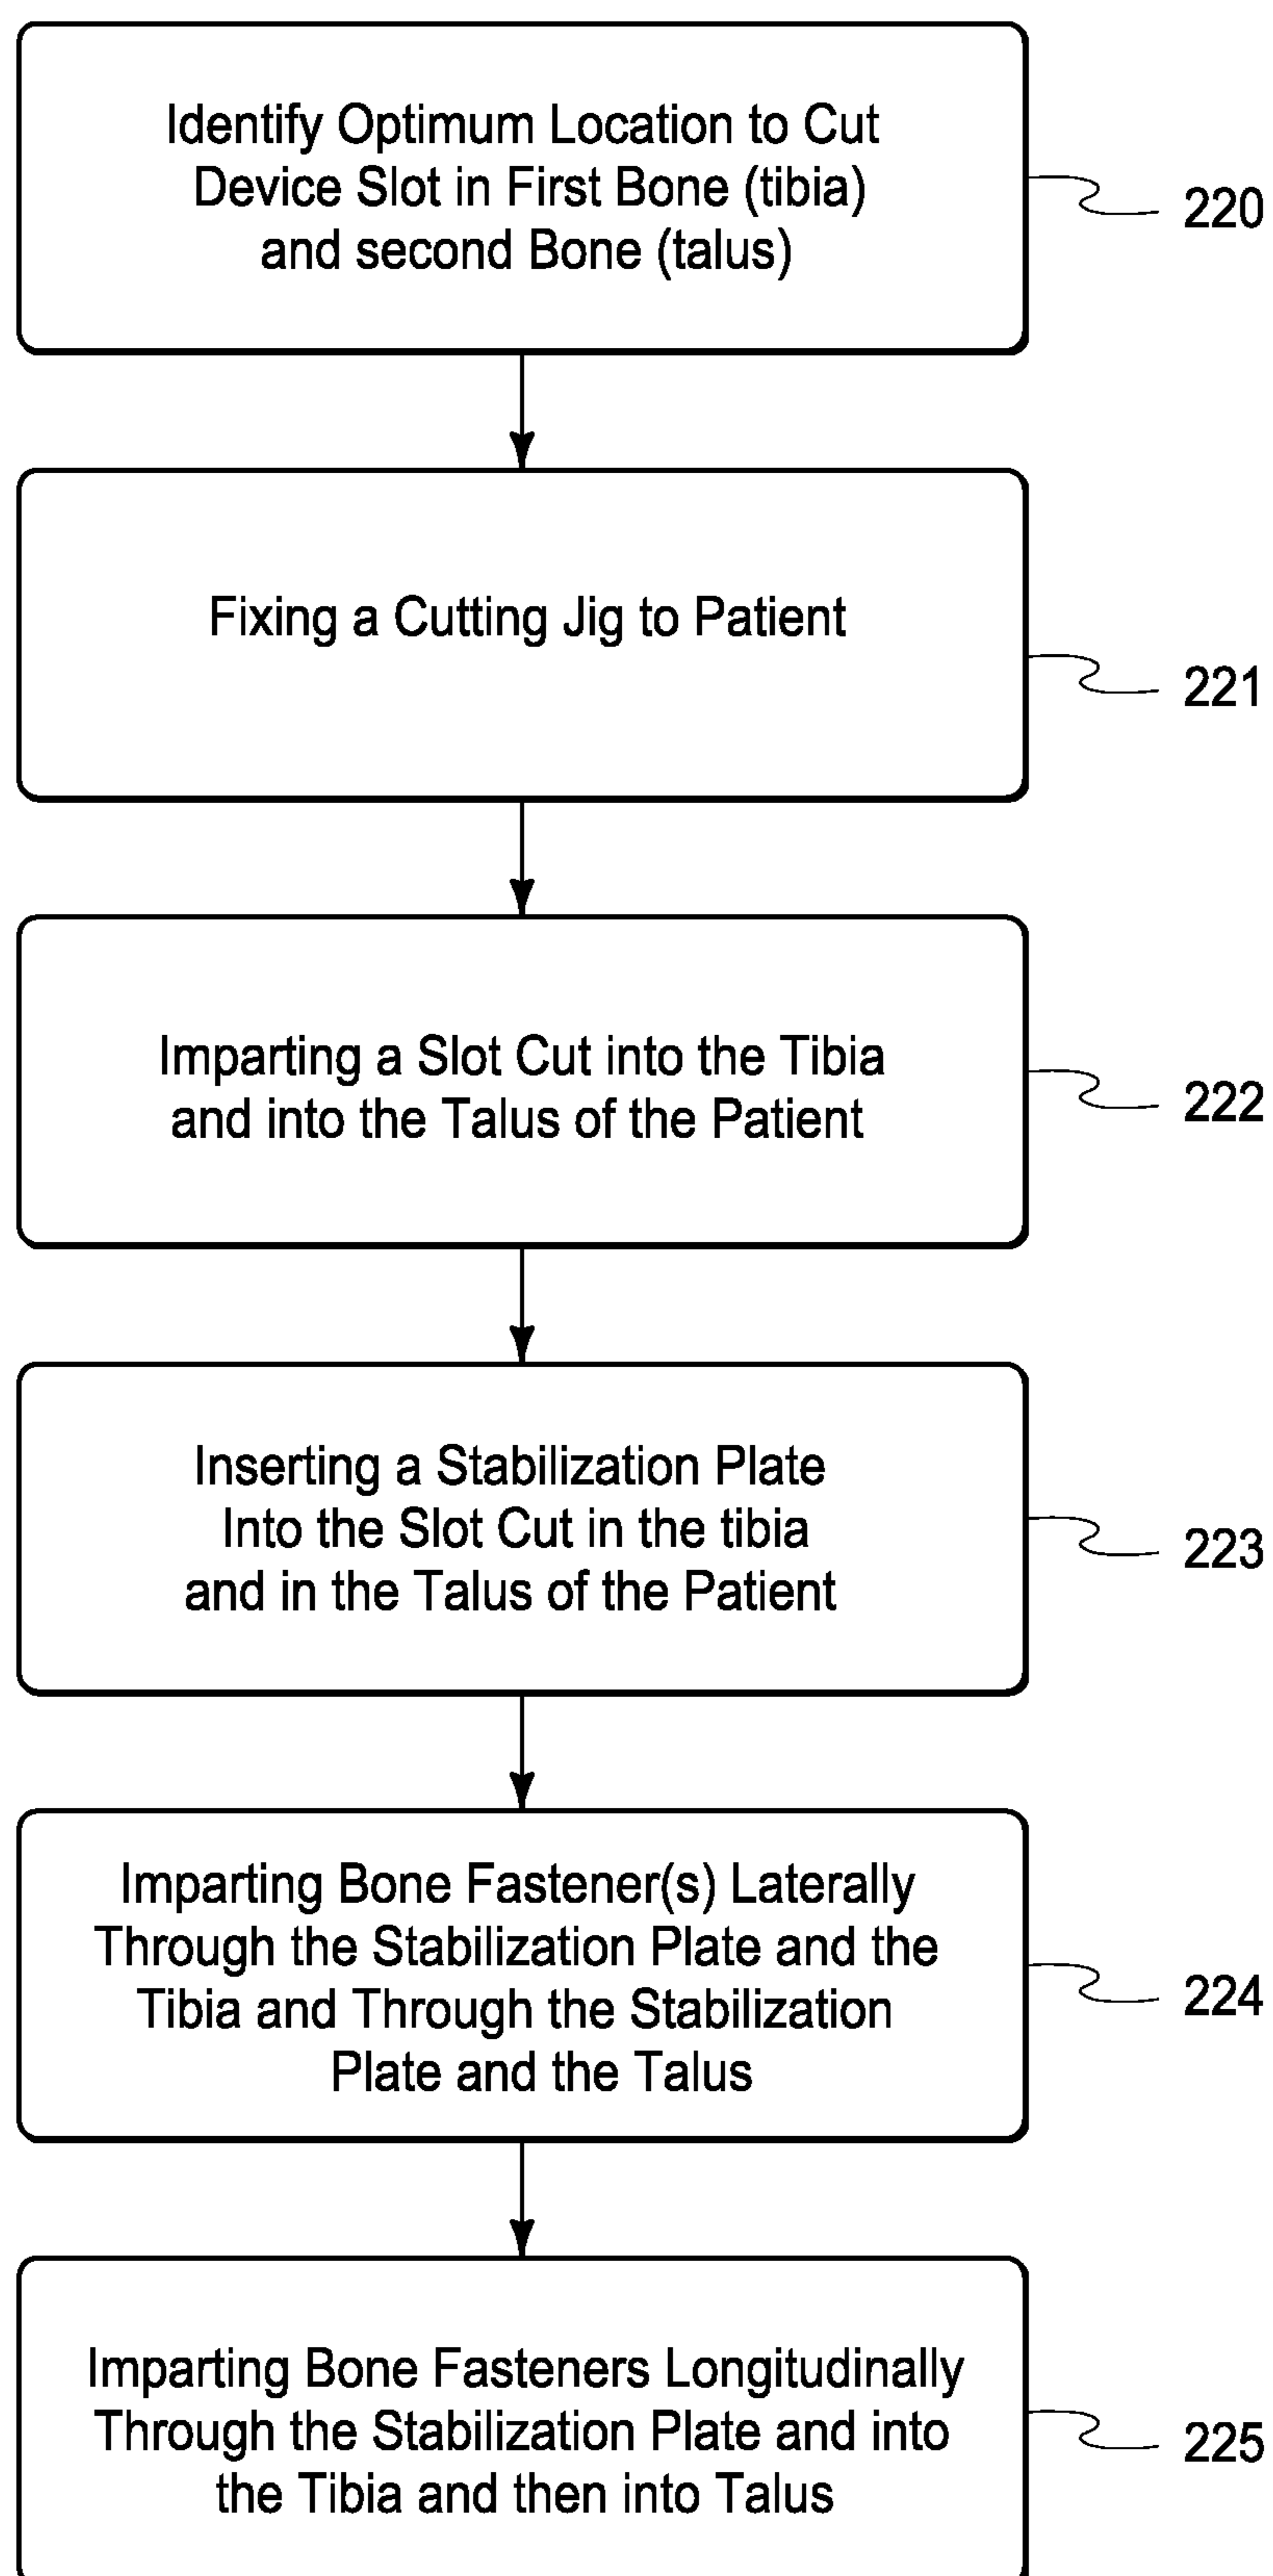 Identify Optimum Location to Cut
Device Slot in First Bone (tibia)
and second Bone (talus)
220
Fixing a Cutting Jig to Patient
221
Imparting a Slot Cut into the Tibia
and into the Talus of the Patient
222
Inserting a Stabilization Plate
Into the Slot Cut in the tibia
and in the Talus of the Patient
223
Imparting Bone Fastener(s) Laterally
Through the Stabilization Plate and the
Tibia and Through the Stabilization
Plate and the Talus
224
Imparting Bone Fasteners Longitudinally
Through the Stabilization Plate and into
the Tibia and then into Talus
225